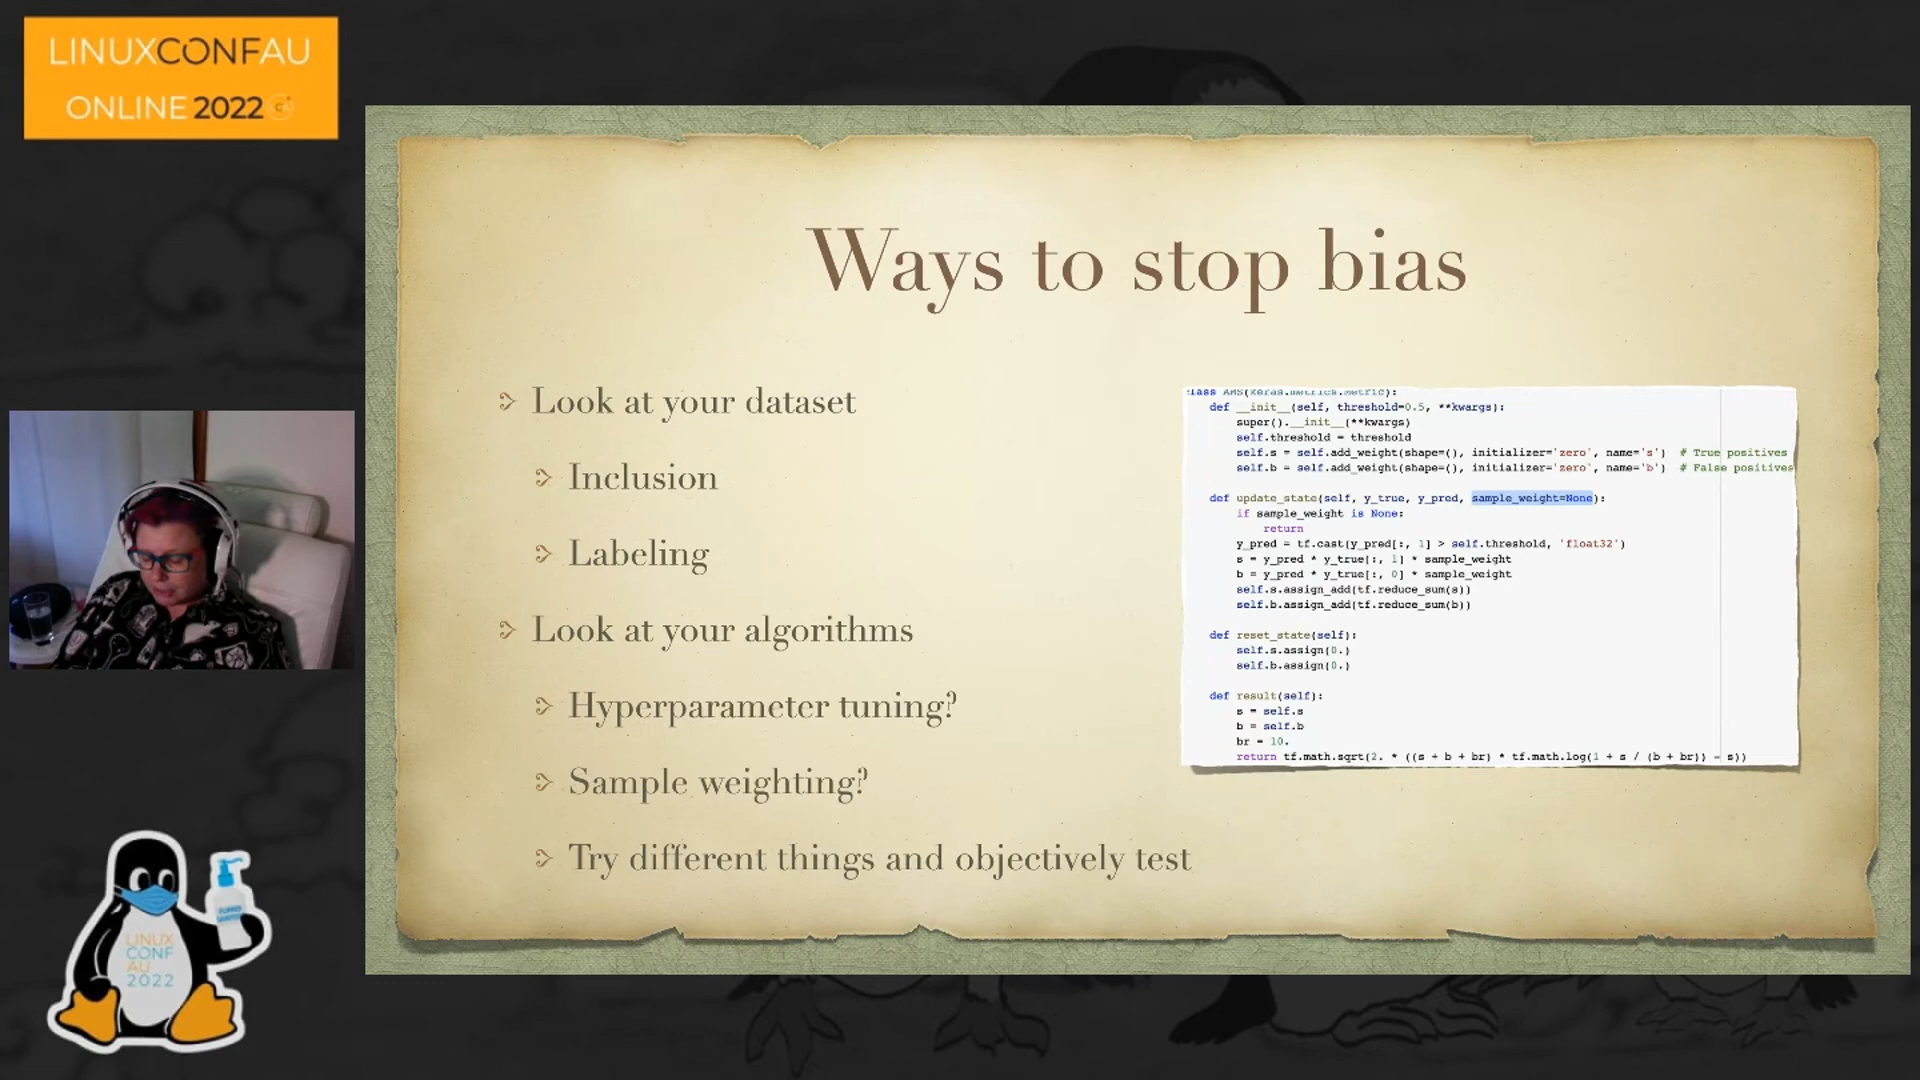 LINUXCONFAU
ONLINE 2022
Ways to stop bias
Look at your dataset
Inclusion
Labeling
Look at your algorithms
Hyperparameter tuning?
Sample weighting?
Try different things and objectively test
class AMS(keras.metrics.Metric):
def __init__(self, threshold=0.5, **kwargs):
super().__init__(**kwargs)
self.threshold = threshold
self.s = self.add_weight(shape=(), initializer='zero', name='s') # True positives
self.b = self.add_weight(shape=(), initializer='zero', name='b') # False positives
def update_state(self, y_true, y_pred, sample_weight=None):
if sample_weight is None:
return
y_pred = tf.cast(y_pred[:, 1] > self.threshold, 'float32')
s = y_pred * y_true[:, 1] * sample_weight
b = y_pred * y_true[:, 0] * sample_weight
self.s.assign_add(tf.reduce_sum(s))
self.b.assign_add(tf.reduce_sum(b))
def reset_state(self):
self.s.assign(0.)
self.b.assign(0.)
def result(self):
s = self.s
b = self.b
br = 10.
return tf.math.sqrt(2. * ((s + b + br) * tf.math.log(1 + s / (b + br)) - s))
LINUX
CONF
AU
2022